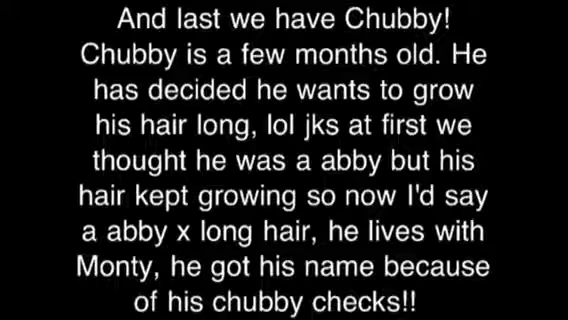 And last we have Chubby!
Chubby is a few months old. He
has decided he wants to grow
his hair long, lol jks at first we
thought he was a abby but his
hair kept growing so now I'd say
a abby x long hair, he lives with
Monty, he got his name because
of his chubby checks!!